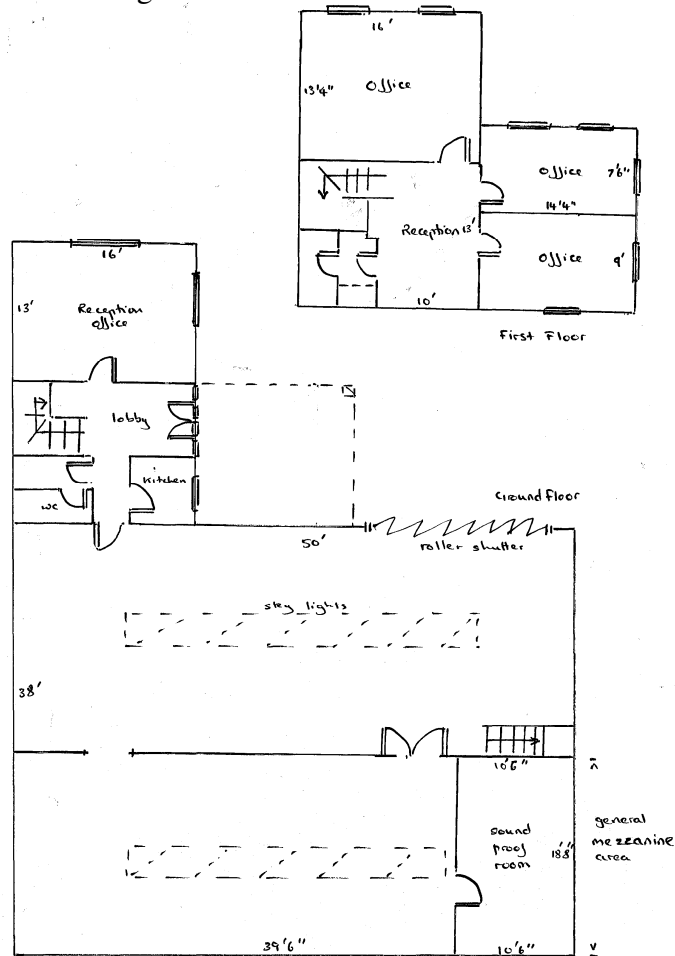 16'
13'4"
Office
Office
7'6"
14'4"
Reception 13'
Office
9'
10'
First Floor
16'
13'
Reception
office
lobby
kitchen
WC
Ground floor
50'
roller shutter
sky lights
38'
10'6"
sound
proof
room
18'8"
general
mezzanine
area
39'6"
10'6"